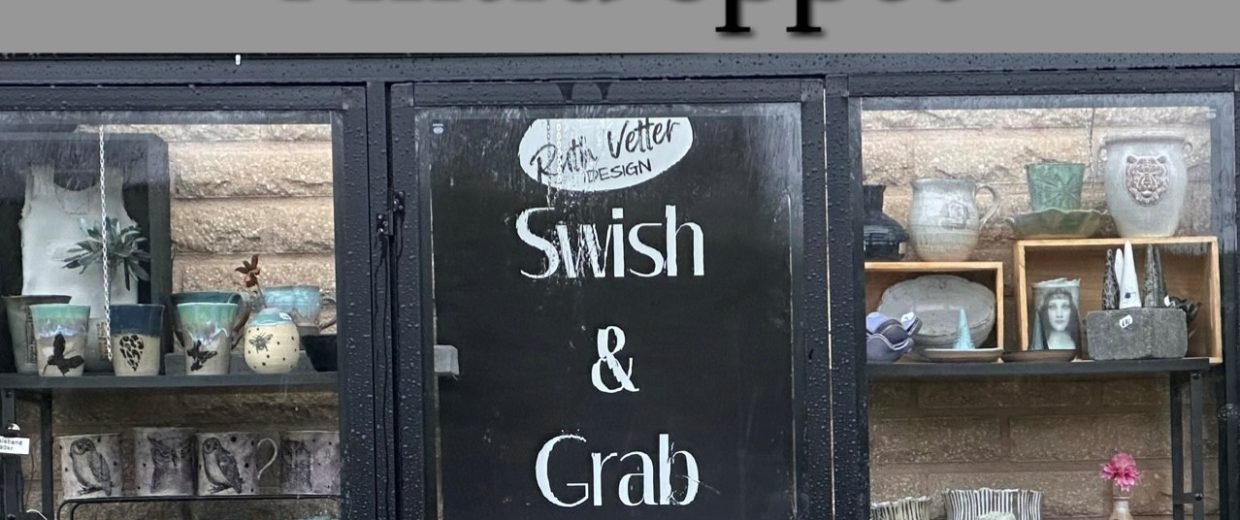 Ruth Vetter
DESIGN
Swish
&
Grab